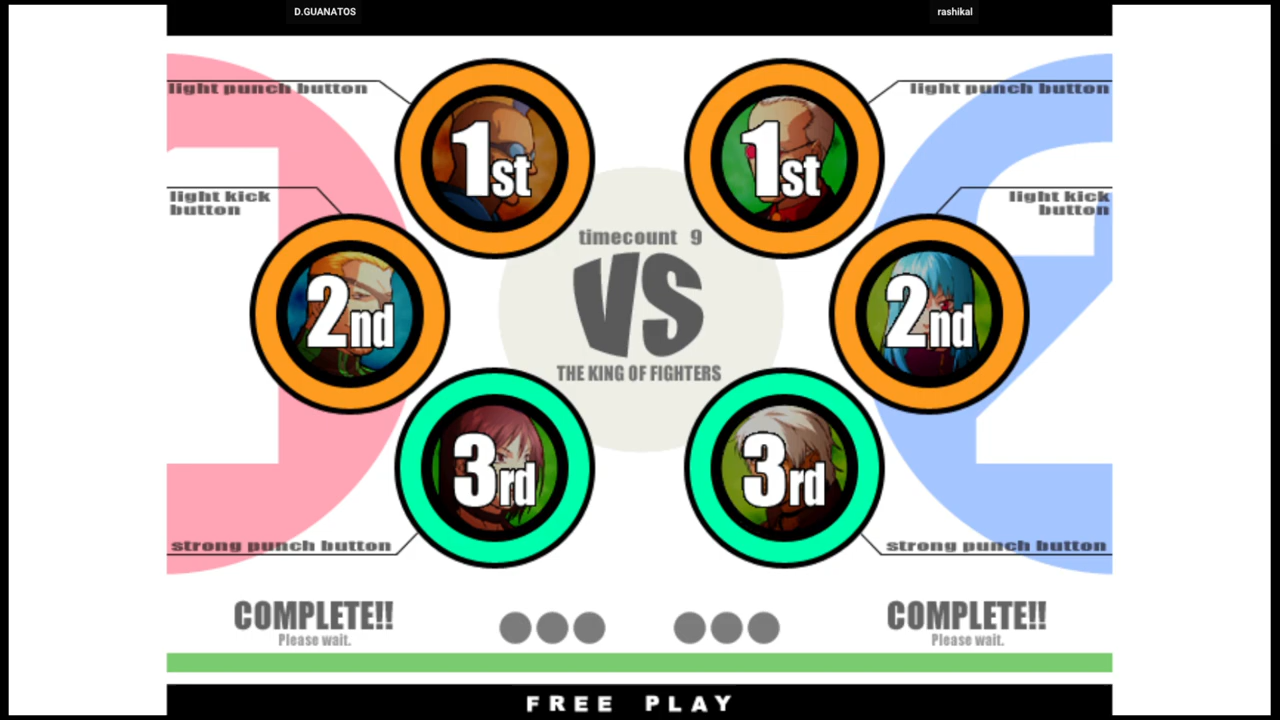 D.GUANATOS
rashikal
light punch button
light punch button
1st
1st
light kick
button
light kick
button
timecount 9
VS
THE KING OF FIGHTERS
2nd
2nd
3rd
3rd
strong punch button
strong punch button
COMPLETE!!
Please wait.
COMPLETE!!
Please wait.
FREE PLAY